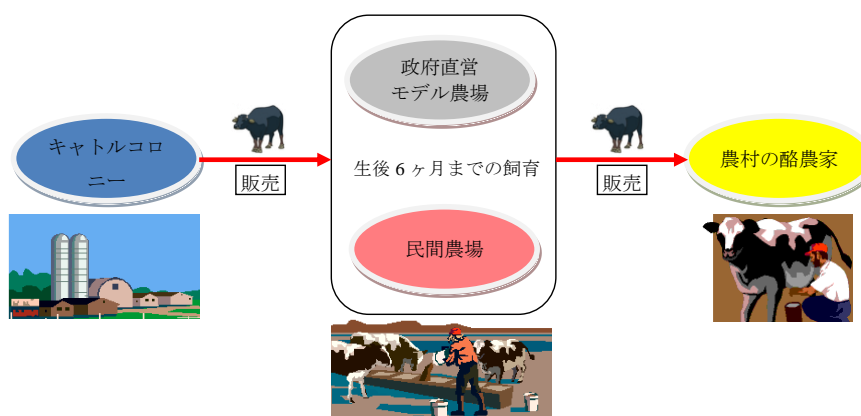 キャトルコロ
ニー
販売
政府直営
モデル農場
生後 6 ヶ月までの飼育
民間農場
販売
農村の酪農家